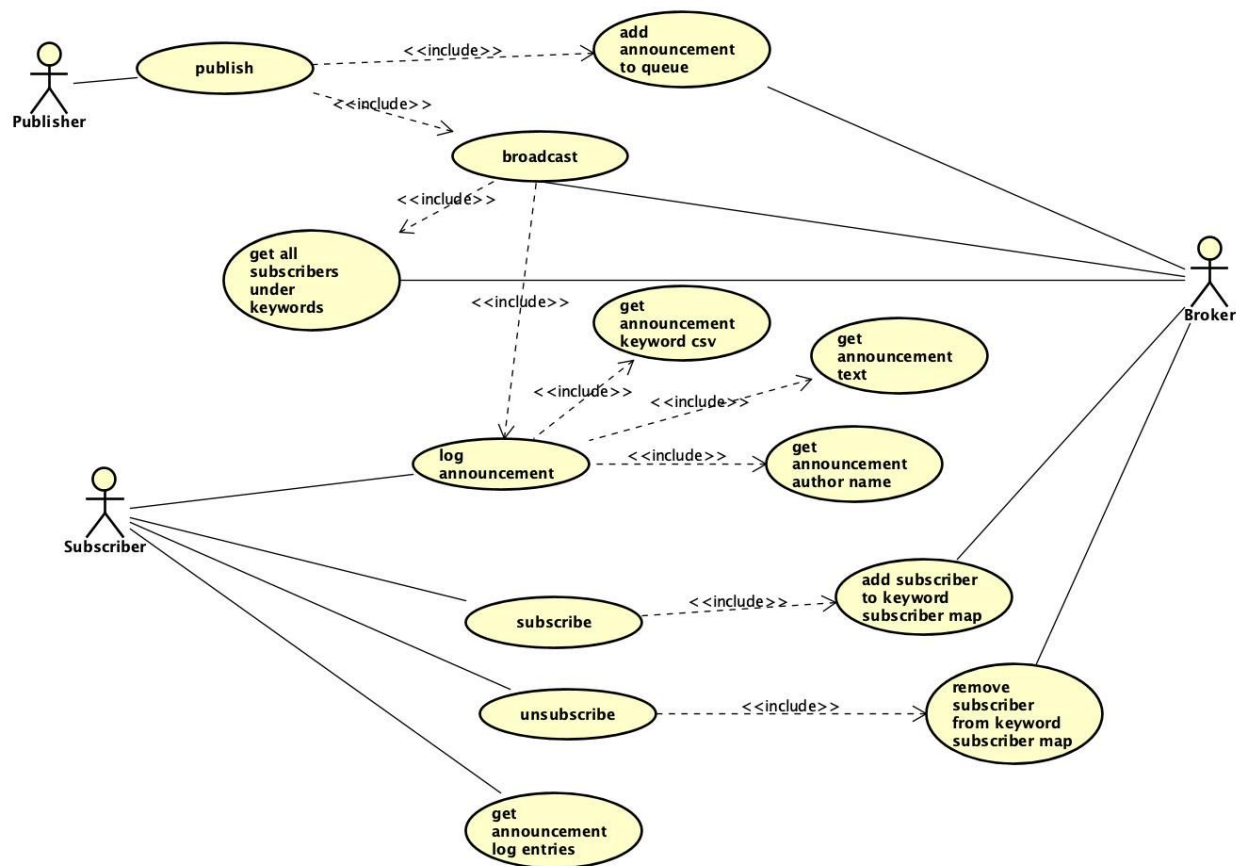 <<include>>
add
announcement
to queue
publish
Publisher
<<include>>
broadcast
<<include>>
get all
subscribers
under
keywords
<<include>>
get
announcement
keyword csv
Broker
get
announcement
text
<<include>>
<<include>>
log
announcement
<<include>>
get
announcement
author name
Subscriber
add subscriber
to keyword
subscriber map
<<include>>
subscribe
remove
subscriber
from keyword
subscriber map
<<include>>
unsubscribe
get
announcement
log entries